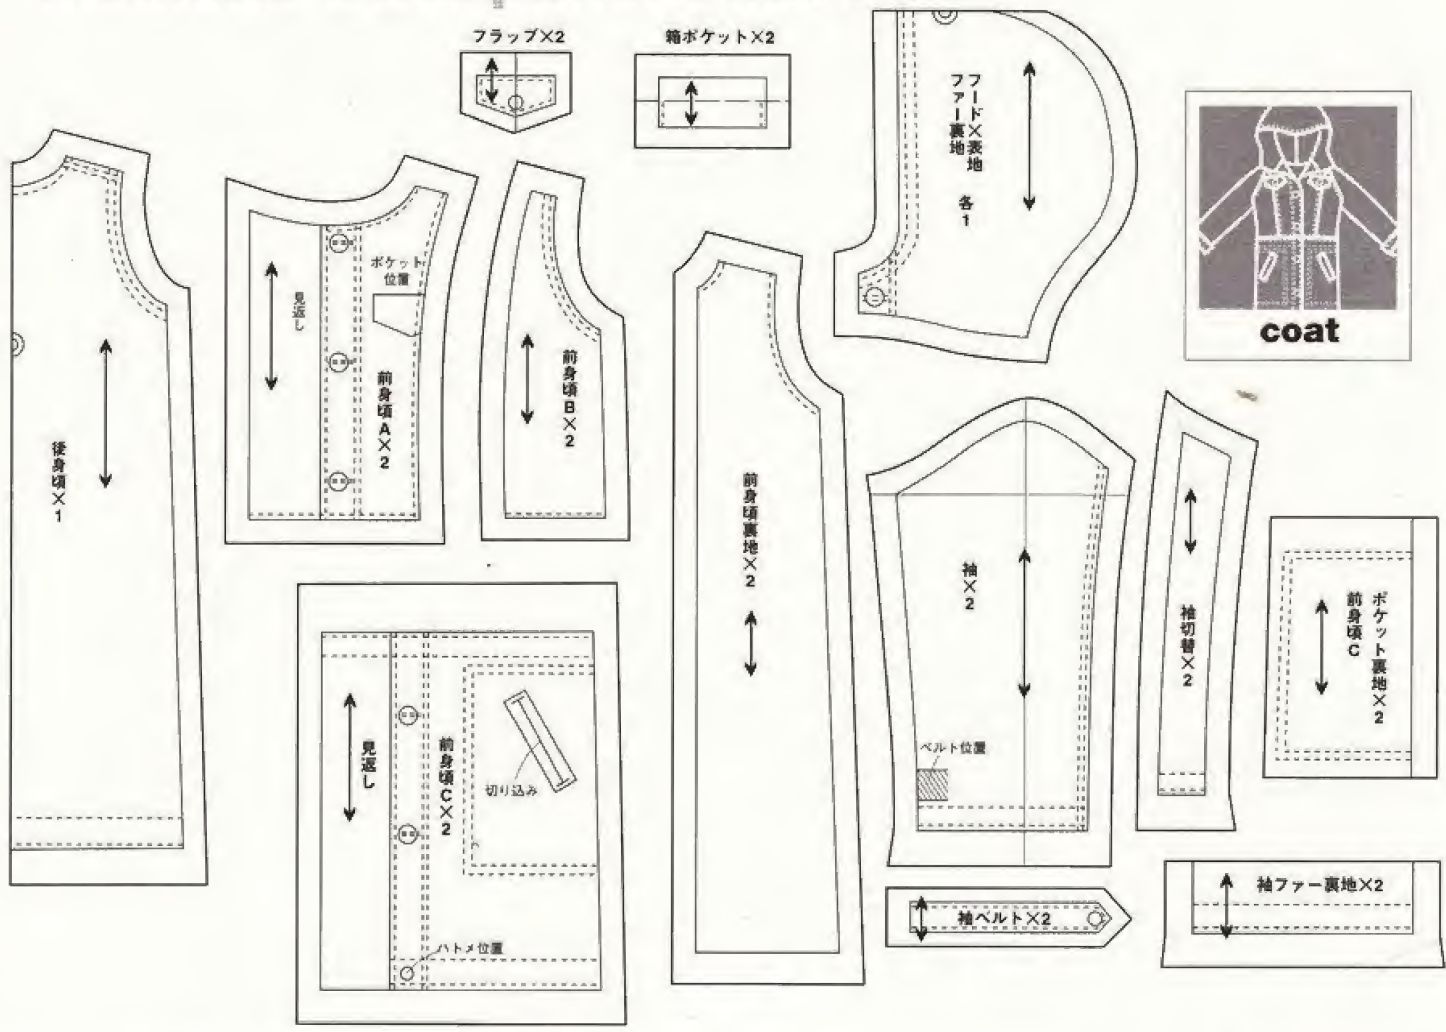 フラップ×2
箱ポケット×2
フード×表地
ファー裏地 各1
coat
後身頃×1
見返し
ポケット
位置
前身頃A×2
前身頃B×2
前身頃裏地×2
袖×2
ベルト位置
袖切替×2
ポケット裏地×2
前身頃C
見返し
前身頃C×2
切り込み
ハトメ位置
袖ベルト×2
袖ファー裏地×2